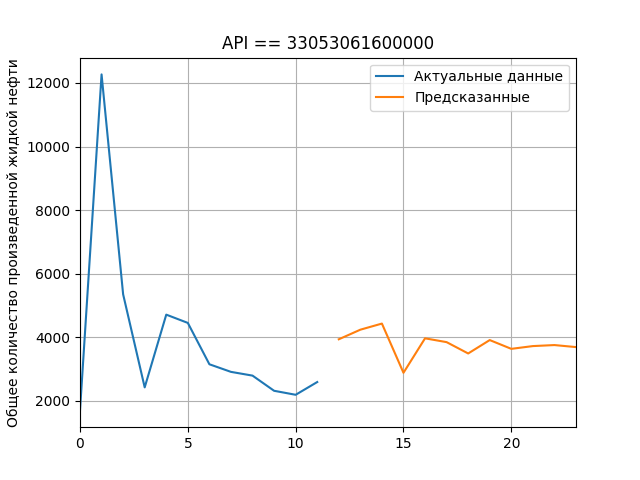 API == 33053061600000
Общее количество произведенной жидкой нефти
Актуальные данные
Предсказанные
12000
10000
8000
6000
4000
2000
0
5
10
15
20